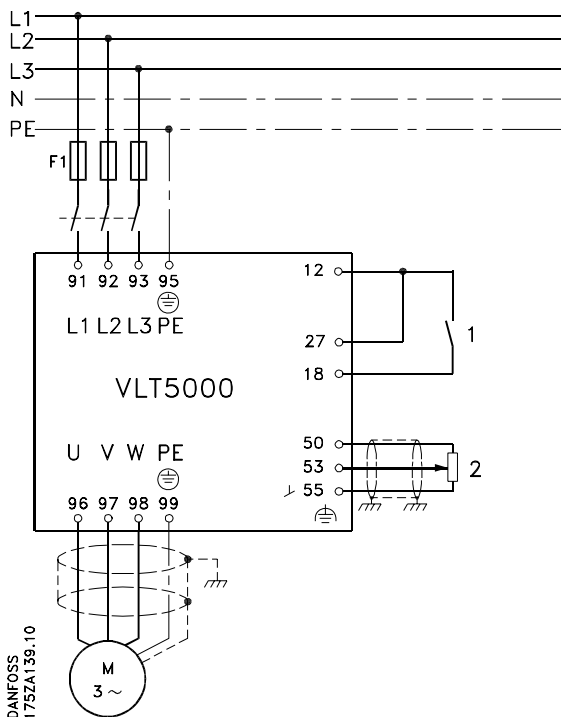 L1
L2
L3
N
PE
F1
91 92 93 95
L1 L2 L3 PE
12
27
18
1
VLT5000
50
53
55
2
U V W PE
96 97 98 99
M
3 ~
DANFOSS
175ZA139.10